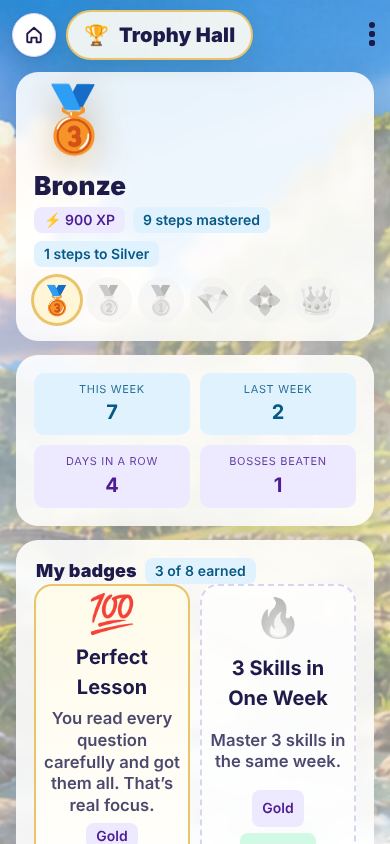 🏆 Trophy Hall
Bronze
⚡ 900 XP
9 steps mastered
1 steps to Silver
THIS WEEK
7
LAST WEEK
2
DAYS IN A ROW
4
BOSSES BEATEN
1
My badges
3 of 8 earned
💯
Perfect
Lesson
You read every
question
carefully and got
them all. That’s
real focus.
Gold
3 Skills in
One Week
Master 3 skills in
the same week.
Gold